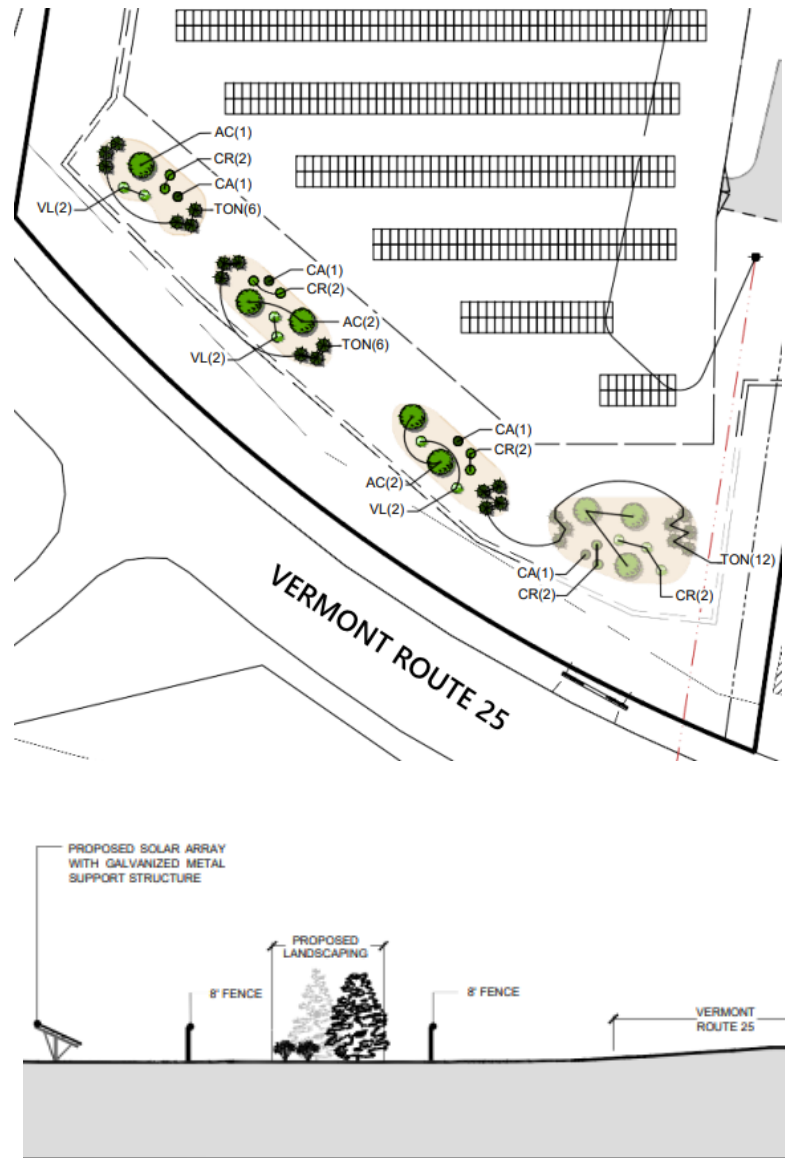 AC(1)
CR(2)
CA(1)
VL(2)
TON(6)
CA(1)
CR(2)
AC(2)
TON(6)
VL(2)
CA(1)
CR(2)
AC(2)
VL(2)
TON(12)
CA(1)
CR(2)
CR(2)
VERMONT ROUTE 25
PROPOSED SOLAR ARRAY
WITH GALVANIZED METAL
SUPPORT STRUCTURE
PROPOSED
LANDSCAPING
8' FENCE
8' FENCE
VERMONT
ROUTE 25